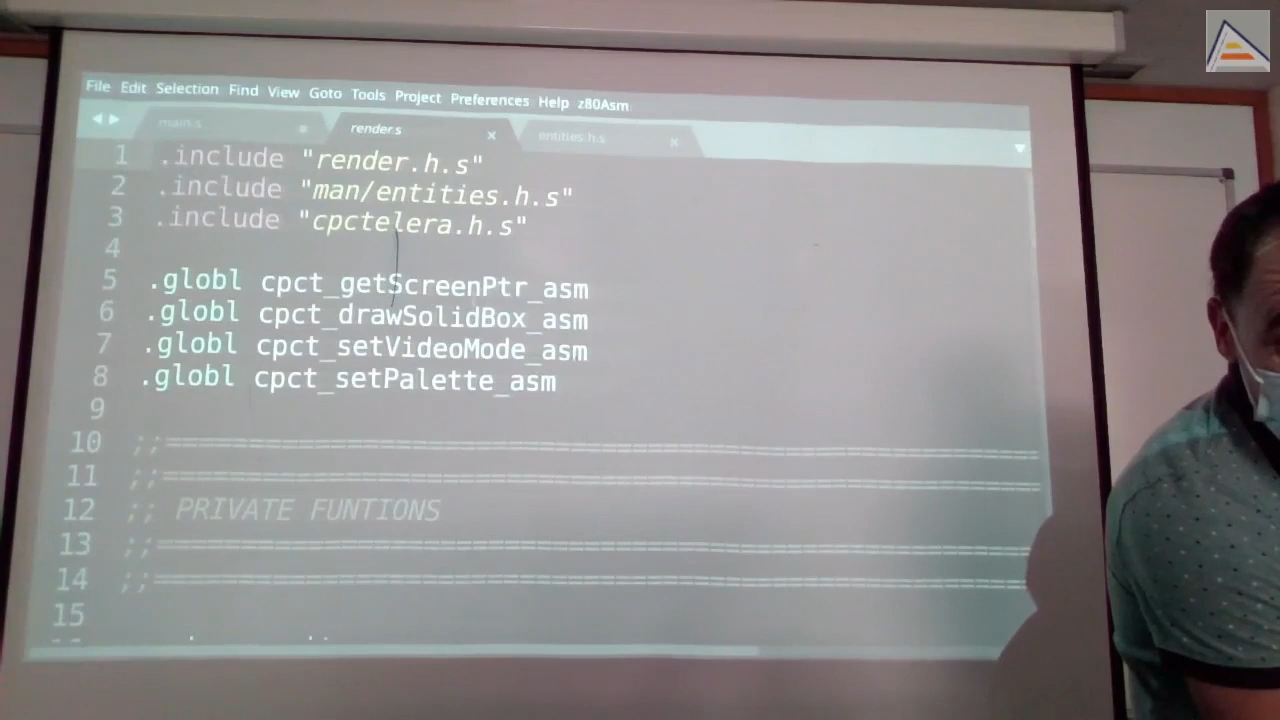 File Edit Selection Find View Goto Tools Project Preferences Help z80Asm
main.s render.s entities.h.s
1 .include "render.h.s"
2 .include "man/entities.h.s"
3 .include "cpctelera.h.s"
4
5 .globl cpct_getScreenPtr_asm
6 .globl cpct_drawSolidBox_asm
7 .globl cpct_setVideoMode_asm
8 .globl cpct_setPalette_asm
9
10 ;;====================================================================
11 ;;====================================================================
12 ;; PRIVATE FUNTIONS
13 ;;====================================================================
14 ;;====================================================================
15